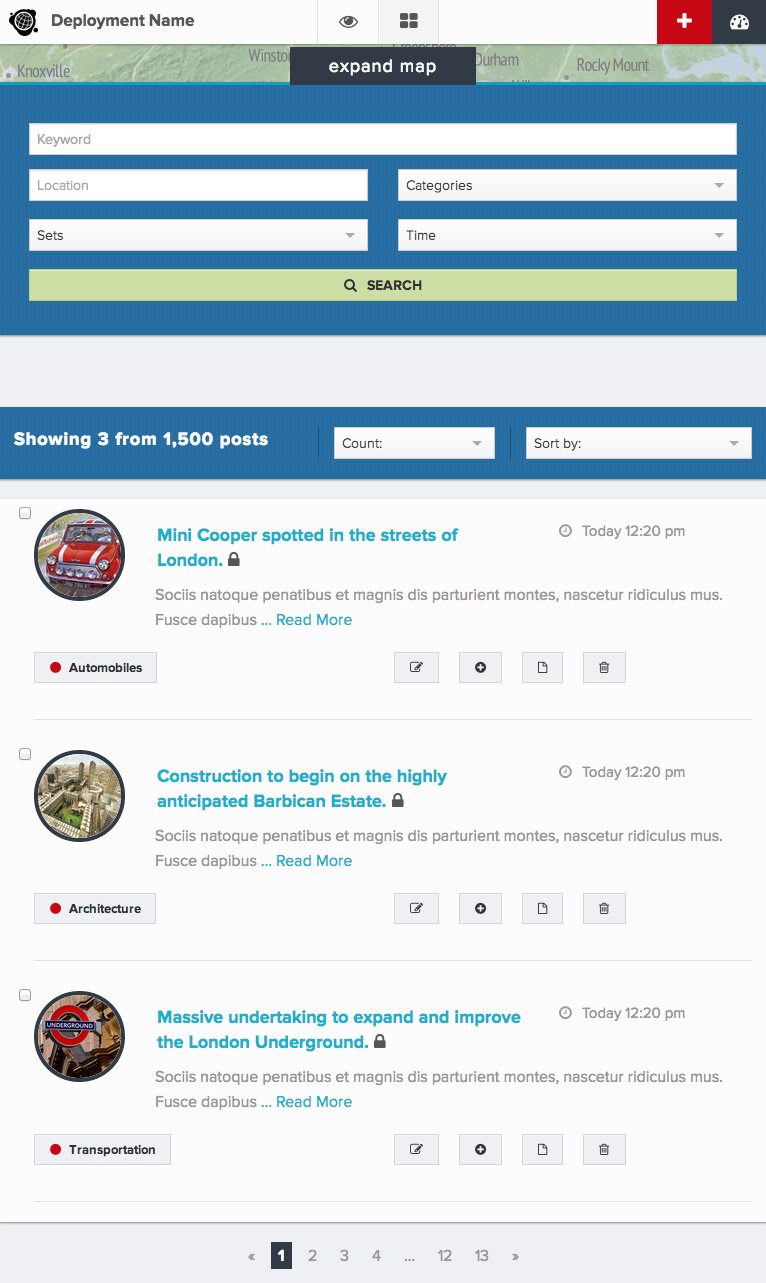 Deployment Name
Knoxville
Durham
Rocky Mount
expand map
Keyword
Location
Categories
Sets
Time
SEARCH
Showing 3 from 1,500 posts
Count:
Sort by:
Mini Cooper spotted in the streets of
London.
Today 12:20 pm
Sociis natoque penatibus et magnis dis parturient montes, nascetur ridiculus mus.
Fusce dapibus ... Read More
Automobiles
Construction to begin on the highly
anticipated Barbican Estate.
Today 12:20 pm
Sociis natoque penatibus et magnis dis parturient montes, nascetur ridiculus mus.
Fusce dapibus ... Read More
Architecture
UNDERGROUND
Massive undertaking to expand and improve
the London Underground.
Today 12:20 pm
Sociis natoque penatibus et magnis dis parturient montes, nascetur ridiculus mus.
Fusce dapibus ... Read More
Transportation
« 1 2 3 4 ... 12 13 »